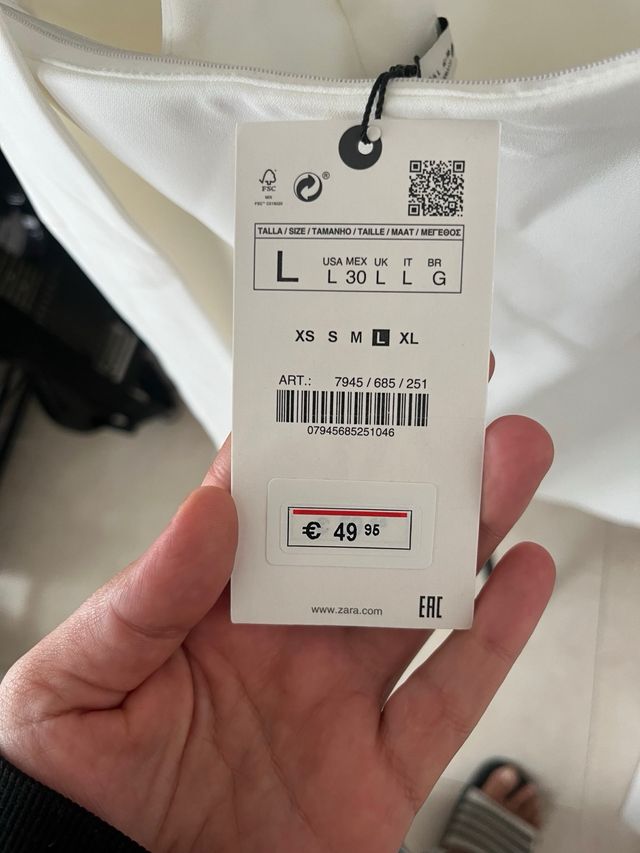 FSC
MIX
®
TALLA / SIZE / TAMANHO / TAILLE / MAAT / ΜΕΓΕΘΟΣ
L
USA MEX UK IT BR
L 30 L L G
XS S M L XL
ART.: 7945 / 685 / 251
07945685251046
€ 49 95
www.zara.com
EAC